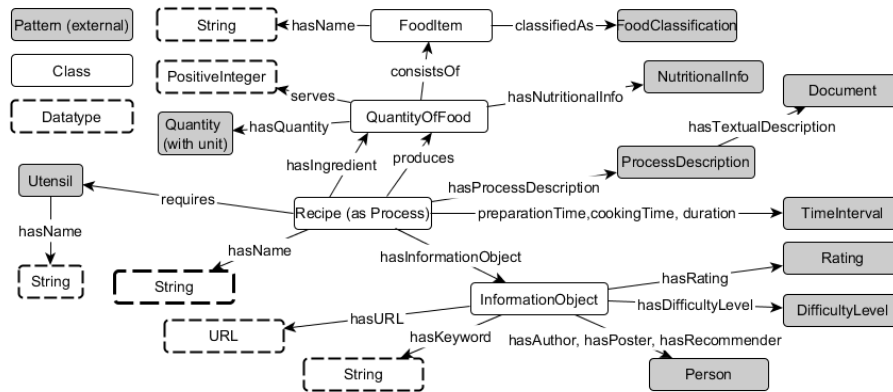 Pattern (external)
String
hasName
FoodItem
classifiedAs
FoodClassification
Class
PositiveInteger
consistsOf
NutritionalInfo
Document
Datatype
serves
hasNutritionalInfo
Quantity
(with unit)
hasQuantity
QuantityOfFood
hasTextualDescription
hasIngredient
produces
ProcessDescription
Utensil
requires
hasProcessDescription
Recipe (as Process)
preparationTime,cookingTime, duration
TimeInterval
hasName
hasName
hasInformationObject
String
String
InformationObject
hasRating
Rating
hasDifficultyLevel
DifficultyLevel
URL
hasURL
hasKeyword
hasAuthor, hasPoster, hasRecommender
String
Person